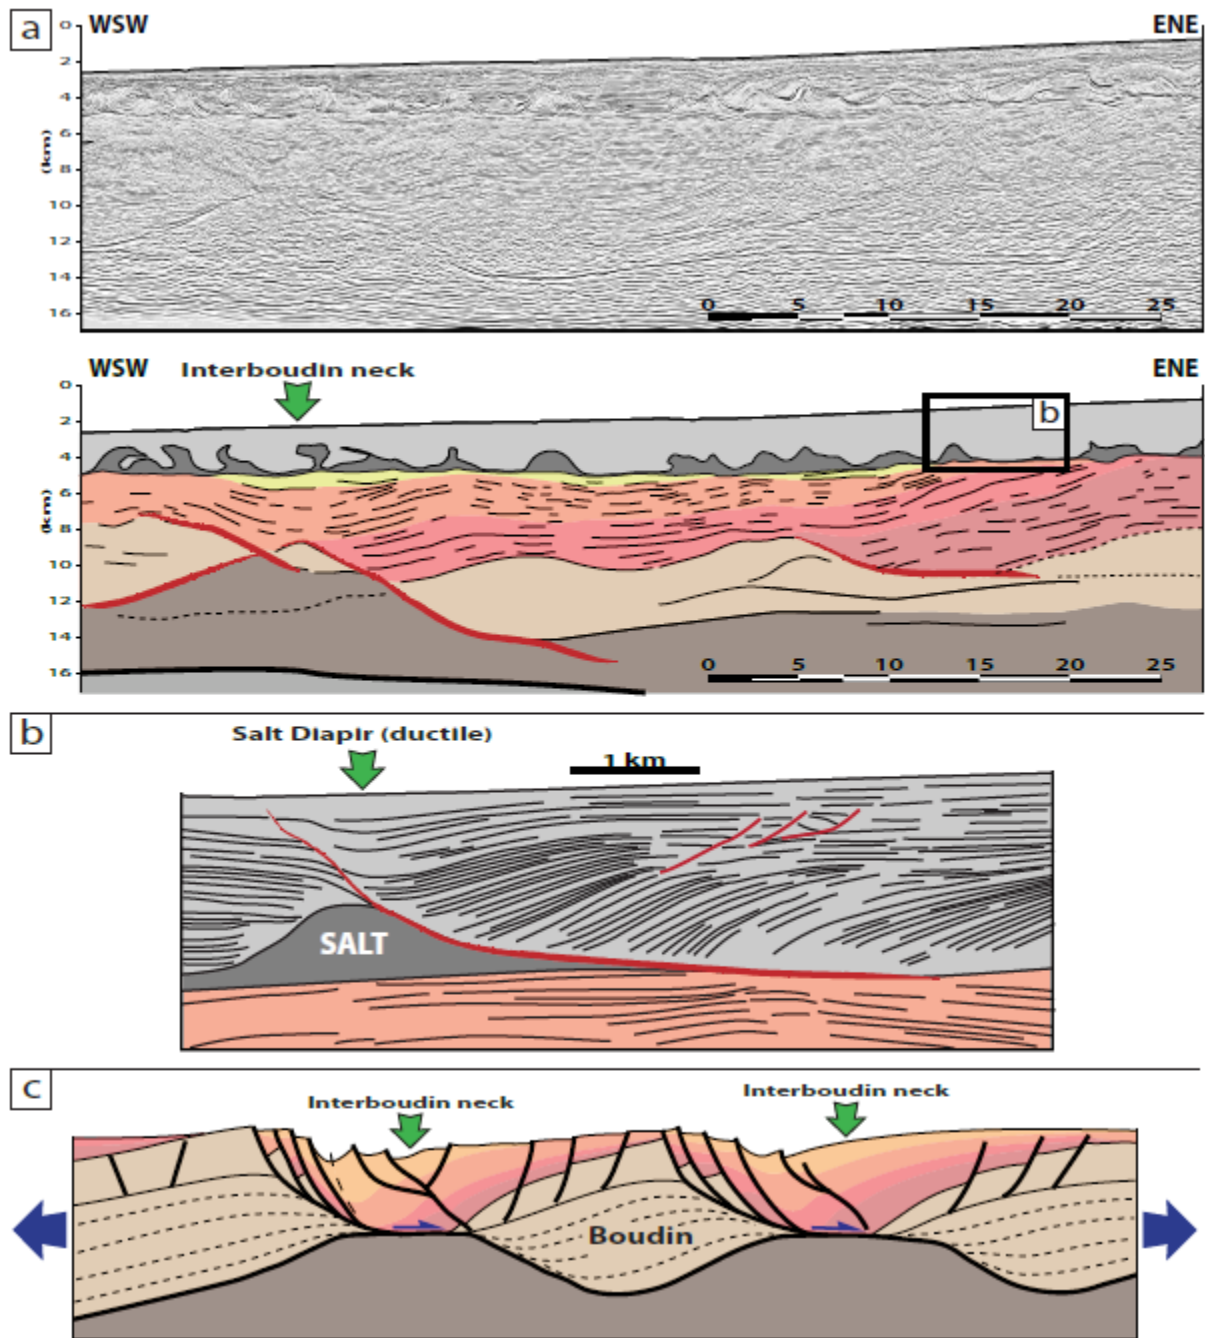 a
WSW
ENE
0
2
4
6
8
10
12
14
16
(km)
0 5 10 15 20 25
WSW
Interboudin neck
ENE
0
2
4
6
8
10
12
14
16
(km)
b
0 5 10 15 20 25
b
Salt Diapir (ductile)
1 km
SALT
c
Interboudin neck
Interboudin neck
Boudin